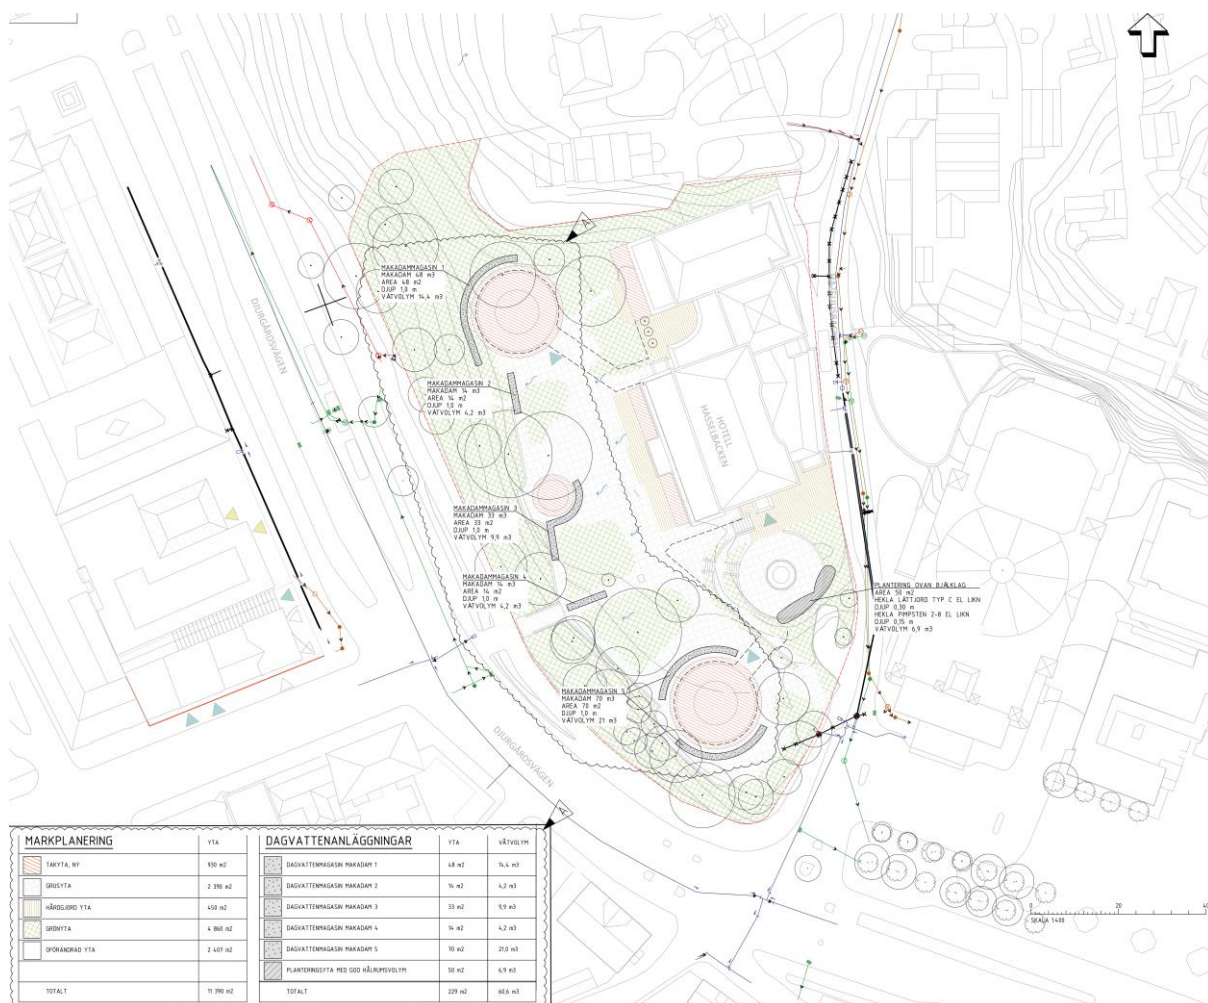 DJURGÅRDSVÄGEN
MAKADAMMAGASIN 1
MAKADAM 48 m3
AREA 48 m2
DJUP 1,0 m
VÅTVOLYM 14,4 m3
MAKADAMMAGASIN 2
MAKADAM 14 m3
AREA 14 m2
DJUP 1,0 m
VÅTVOLYM 4,2 m3
HOTELL
HASSELBACKEN
MAKADAMMAGASIN 3
MAKADAM 33 m3
AREA 33 m2
DJUP 1,0 m
VÅTVOLYM 9,9 m3
MAKADAMMAGASIN 4
MAKADAM 14 m3
AREA 14 m2
DJUP 1,0 m
VÅTVOLYM 4,2 m3
PLANTERING OVAN BJÄLKLAG
AREA 50 m2
HEKLA LÄTTJORD TYP C EL LIKN
DJUP 0,30 m
HEKLA PIMPSTEN 2-8 EL LIKN
DJUP 0,15 m
VÅTVOLYM 6,9 m3
MAKADAMMAGASIN 5
MAKADAM 70 m3
AREA 70 m2
DJUP 1,0 m
VÅTVOLYM 21 m3
DJURGÅRDSVÄGEN
A
A
MARKPLANERING YTA
TAKYTA, NY 930 m2
GRUSYTA 2 390 m2
HÅRDGJORD YTA 450 m2
GRÖNYTA 4 860 m2
OFÖRÄNDRAD YTA 2 407 m2
TOTALT 11 390 m2
DAGVATTENANLÄGGNINGAR YTA VÅTVOLYM
DAGVATTENMAGASIN MAKADAM 1 48 m2 14,4 m3
DAGVATTENMAGASIN MAKADAM 2 14 m2 4,2 m3
DAGVATTENMAGASIN MAKADAM 3 33 m2 9,9 m3
DAGVATTENMAGASIN MAKADAM 4 14 m2 4,2 m3
DAGVATTENMAGASIN MAKADAM 5 70 m2 21,0 m3
PLANTERINGSYTA MED GOD HÅLRUMSVOLYM 50 m2 6,9 m3
TOTALT 229 m2 60,6 m3
0 20 40
SKALA 1:400